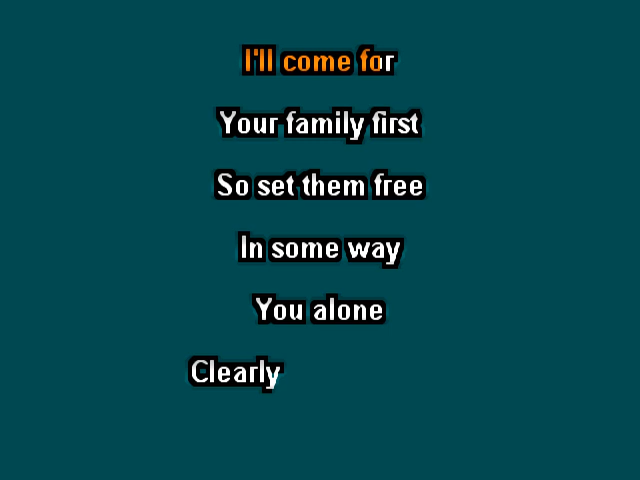 I'll come for
Your family first
So set them free
In some way
You alone
Clearly